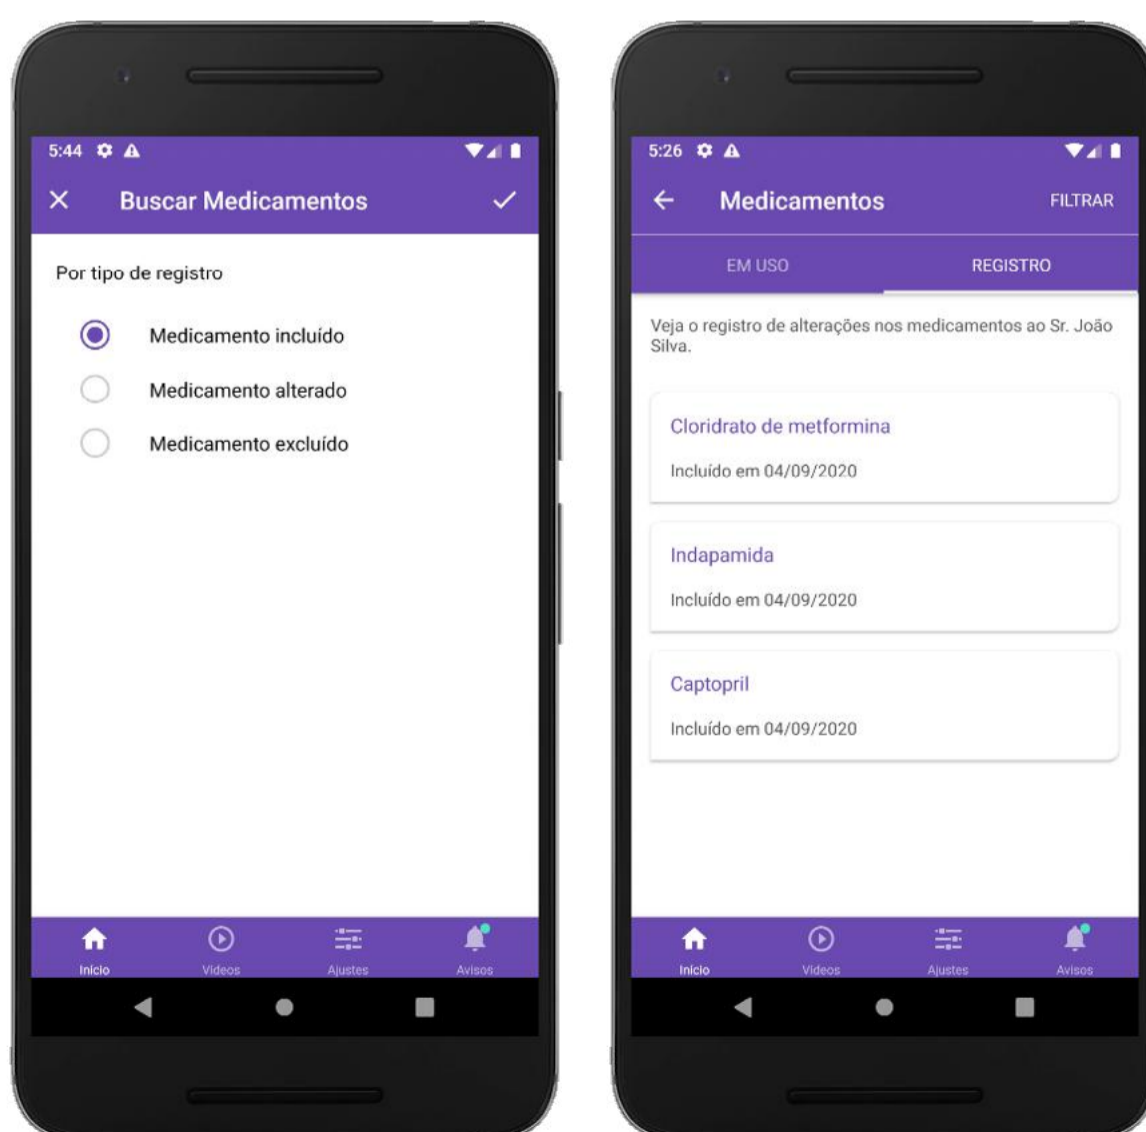 5:44
Buscar Medicamentos
Por tipo de registro
Medicamento incluído
Medicamento alterado
Medicamento excluído
Início
Vídeos
Ajustes
Avisos
5:26
Medicamentos
FILTRAR
EM USO
REGISTRO
Veja o registro de alterações nos medicamentos ao Sr. João
Silva.
Cloridrato de metformina
Incluído em 04/09/2020
Indapamida
Incluído em 04/09/2020
Captopril
Incluído em 04/09/2020
Início
Vídeos
Ajustes
Avisos